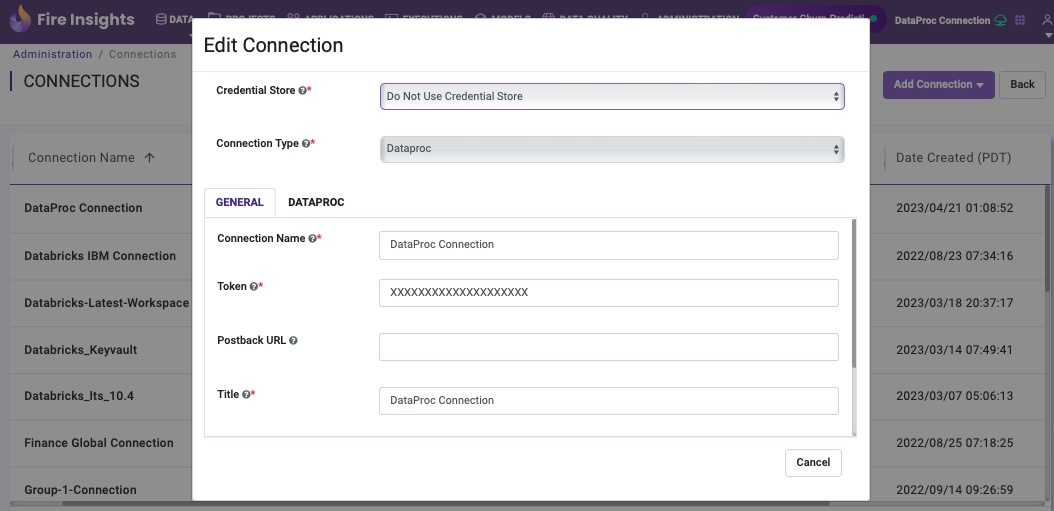 Fire Insights
DATA PROJECTS APPLICATIONS EXECUTIONS MODELS DATA QUALITY ADMINISTRATION
Customer Churn Predicti
DataProc Connection
Administration / Connections
CONNECTIONS
Add Connection
Back
Connection Name
Date Created (PDT)
DataProc Connection
2023/04/21 01:08:52
Databricks IBM Connection
2022/08/23 07:34:16
Databricks-Latest-Workspace
2023/03/18 20:37:17
Databricks_Keyvault
2023/03/14 07:49:41
Databricks_lts_10.4
2023/03/07 05:06:13
Finance Global Connection
2022/08/25 07:18:25
Group-1-Connection
2022/09/14 09:26:59
Edit Connection
Credential Store *
Do Not Use Credential Store
Connection Type *
Dataproc
GENERAL
DATAPROC
Connection Name *
DataProc Connection
Token *
XXXXXXXXXXXXXXXXXXXX
Postback URL
Title *
DataProc Connection
Cancel